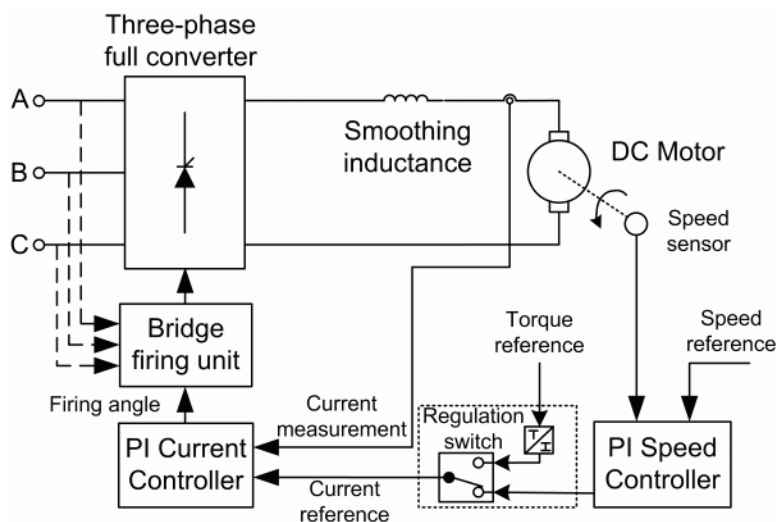 Three-phase
full converter
A
B
C
Smoothing
inductance
DC Motor
Speed
sensor
Bridge
firing unit
Torque
reference
Speed
reference
Firing angle
Current
measurement
Regulation
switch
T
I
PI Current
Controller
Current
reference
PI Speed
Controller